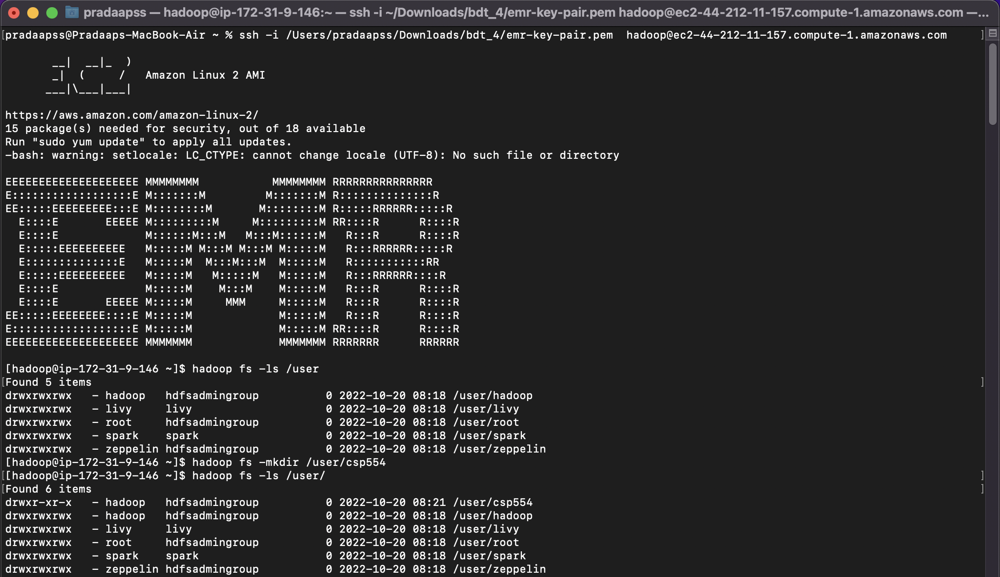 pradaapss — hadoop@ip-172-31-9-146:~ — ssh -i ~/Downloads/bdt_4/emr-key-pair.pem hadoop@ec2-44-212-11-157.compute-1.amazonaws.com —...
[pradaapss@Pradaaps-MacBook-Air ~ % ssh -i /Users/pradaapss/Downloads/bdt_4/emr-key-pair.pem  hadoop@ec2-44-212-11-157.compute-1.amazonaws.com ]
       __|  __|_  )
       _|  (     /   Amazon Linux 2 AMI
      ___|\___|___|
https://aws.amazon.com/amazon-linux-2/
15 package(s) needed for security, out of 18 available
Run "sudo yum update" to apply all updates.
-bash: warning: setlocale: LC_CTYPE: cannot change locale (UTF-8): No such file or directory
EEEEEEEEEEEEEEEEEEEE MMMMMMMM           MMMMMMMM RRRRRRRRRRRRRRR
E::::::::::::::::::E M:::::::M         M:::::::M R::::::::::::::R
EE:::::EEEEEEEEE:::E M::::::::M       M::::::::M R:::::RRRRRR:::::R
  E::::E       EEEEE M:::::::::M     M:::::::::M RR::::R      R::::R
  E::::E             M::::::M:::M   M:::M::::::M   R:::R      R::::R
  E:::::EEEEEEEEEE   M:::::M M:::M M:::M M:::::M   R:::RRRRRR:::::R
  E::::::::::::::E   M:::::M  M:::M:::M  M:::::M   R:::::::::::RR
  E:::::EEEEEEEEEE   M:::::M   M:::::M   M:::::M   R:::RRRRRR::::R
  E::::E             M:::::M    M:::M    M:::::M   R:::R      R::::R
  E::::E       EEEEE M:::::M     MMM     M:::::M   R:::R      R::::R
EE:::::EEEEEEEE::::E M:::::M             M:::::M   R:::R      R::::R
E::::::::::::::::::E M:::::M             M:::::M RR::::R      R::::R
EEEEEEEEEEEEEEEEEEEE MMMMMMM             MMMMMMM RRRRRRR      RRRRRR
[hadoop@ip-172-31-9-146 ~]$ hadoop fs -ls /user
[Found 5 items ]
drwxrwxrwx   - hadoop   hdfsadmingroup          0 2022-10-20 08:18 /user/hadoop
drwxrwxrwx   - livy     livy                    0 2022-10-20 08:18 /user/livy
drwxrwxrwx   - root     hdfsadmingroup          0 2022-10-20 08:18 /user/root
drwxrwxrwx   - spark    spark                   0 2022-10-20 08:18 /user/spark
drwxrwxrwx   - zeppelin hdfsadmingroup          0 2022-10-20 08:18 /user/zeppelin
[hadoop@ip-172-31-9-146 ~]$ hadoop fs -mkdir /user/csp554
[[hadoop@ip-172-31-9-146 ~]$ hadoop fs -ls /user/ ]
[Found 6 items ]
drwxr-xr-x   - hadoop   hdfsadmingroup          0 2022-10-20 08:21 /user/csp554
drwxrwxrwx   - hadoop   hdfsadmingroup          0 2022-10-20 08:18 /user/hadoop
drwxrwxrwx   - livy     livy                    0 2022-10-20 08:18 /user/livy
drwxrwxrwx   - root     hdfsadmingroup          0 2022-10-20 08:18 /user/root
drwxrwxrwx   - spark    spark                   0 2022-10-20 08:18 /user/spark
drwxrwxrwx   - zeppelin hdfsadmingroup          0 2022-10-20 08:18 /user/zeppelin